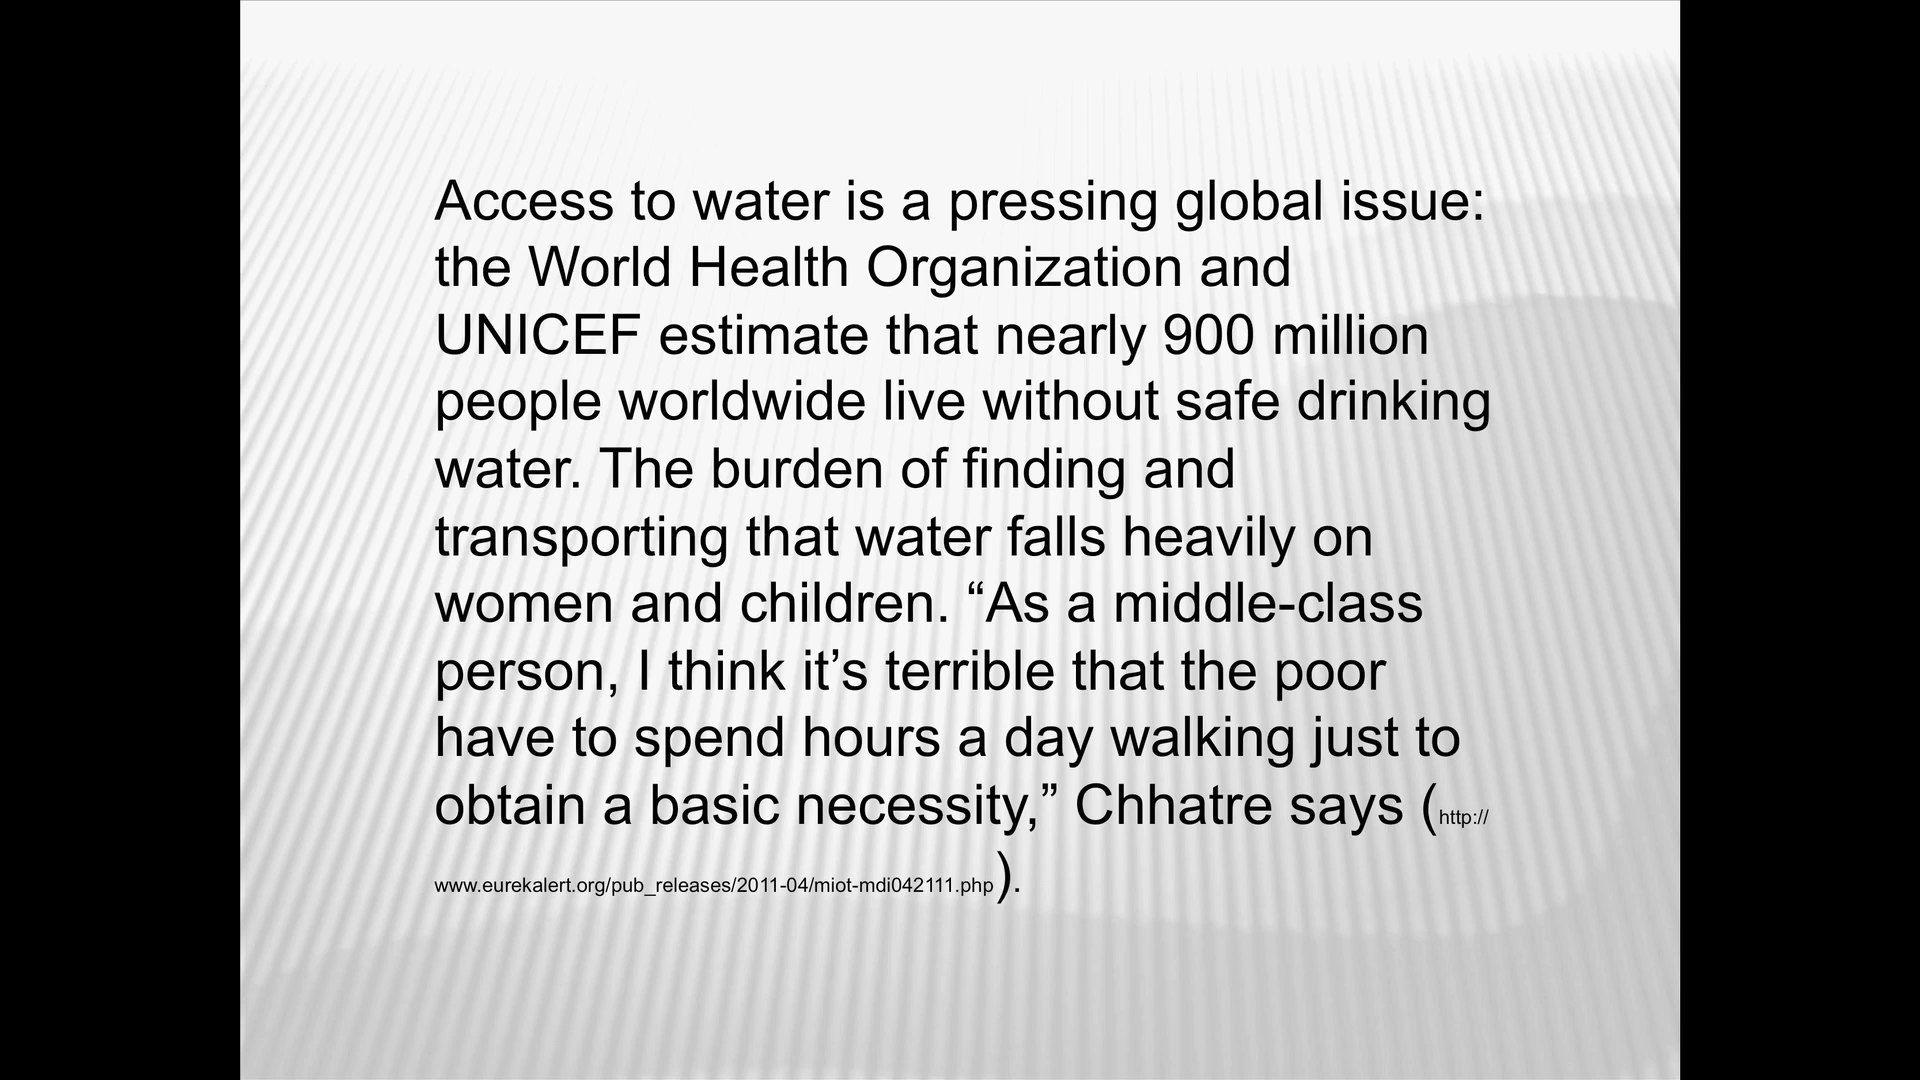 Access to water is a pressing global issue:
the World Health Organization and
UNICEF estimate that nearly 900 million
people worldwide live without safe drinking
water. The burden of finding and
transporting that water falls heavily on
women and children. “As a middle-class
person, I think it’s terrible that the poor
have to spend hours a day walking just to
obtain a basic necessity,” Chhatre says (http://
www.eurekalert.org/pub_releases/2011-04/miot-mdi042111.php).